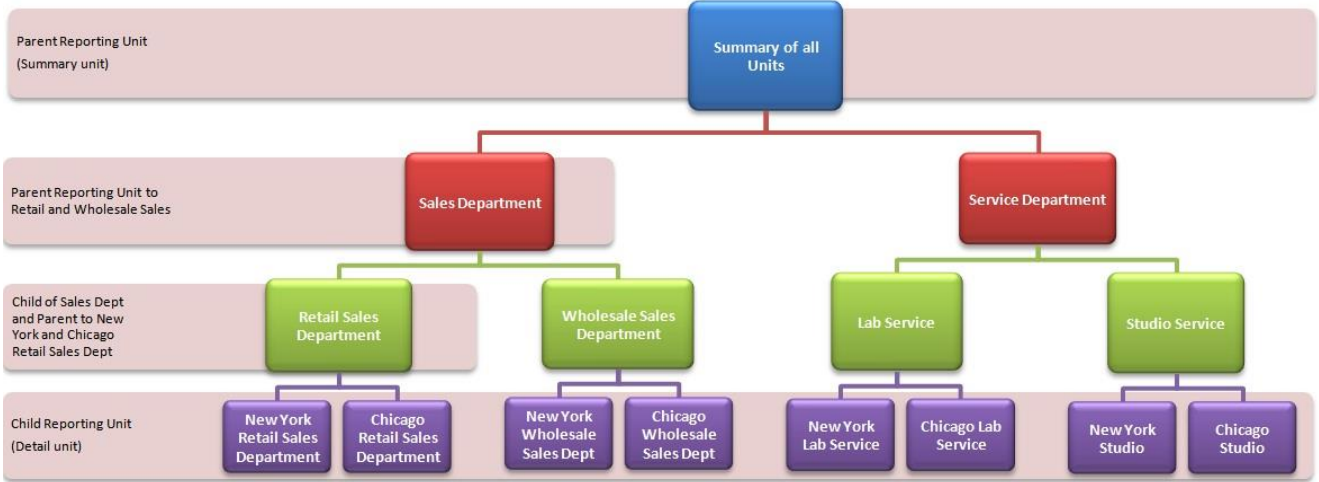 Parent Reporting Unit
(Summary unit)
Summary of all
Units
Parent Reporting Unit to
Retail and Wholesale Sales
Sales Department
Service Department
Child of Sales Dept
and Parent to New
York and Chicago
Retail Sales Dept
Retail Sales
Department
Wholesale Sales
Department
Lab Service
Studio Service
Child Reporting Unit
(Detail unit)
New York
Retail Sales
Department
Chicago
Retail Sales
Department
New York
Wholesale
Sales Dept
Chicago
Wholesale
Sales Dept
New York
Lab Service
Chicago Lab
Service
New York
Studio
Chicago
Studio